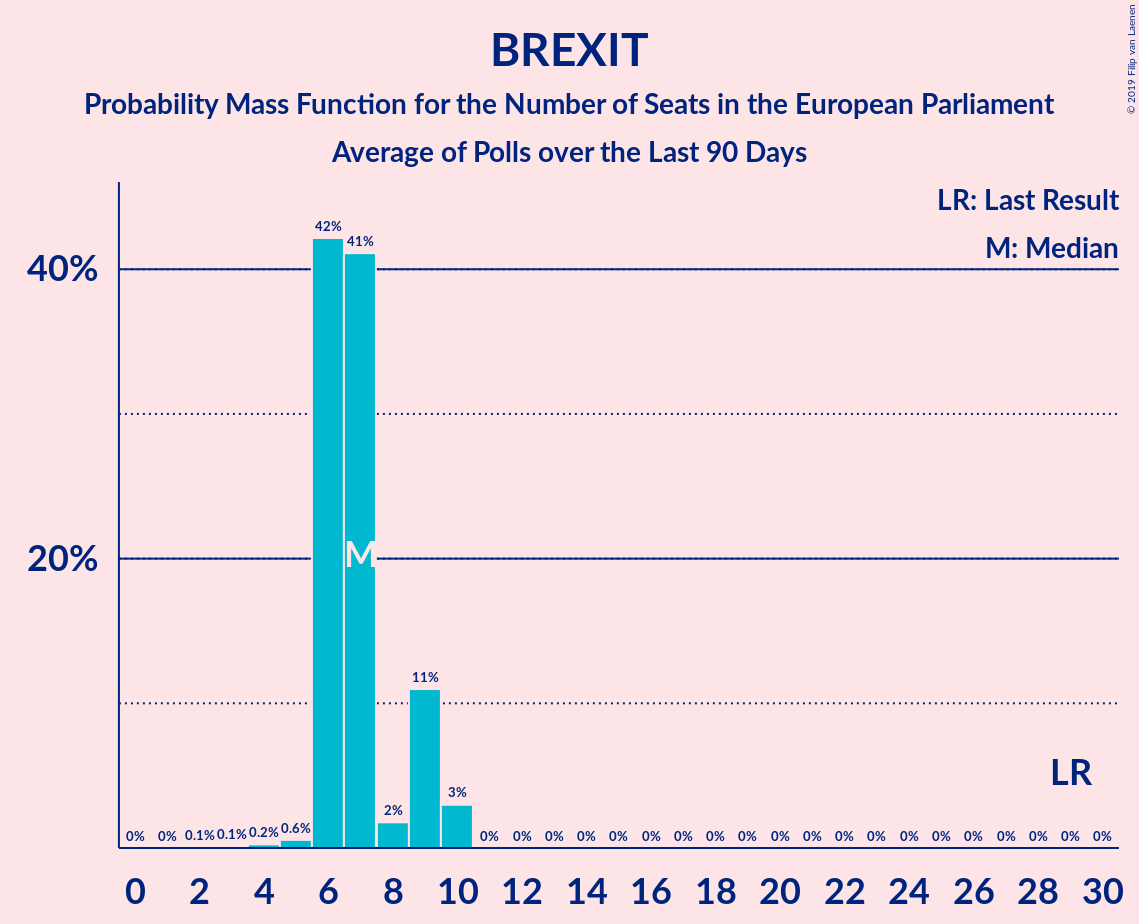 BREXIT
Probability Mass Function for the Number of Seats in the European Parliament
Average of Polls over the Last 90 Days
© 2019 Filip van Laenen
LR: Last Result
M: Median
40%
20%
42%
41%
M
11%
LR
0% 0% 0.1% 0.1% 0.2% 0.6% 2% 3% 0% 0% 0% 0% 0% 0% 0% 0% 0% 0% 0% 0% 0% 0% 0% 0% 0% 0% 0% 0%
0 2 4 6 8 10 12 14 16 18 20 22 24 26 28 30